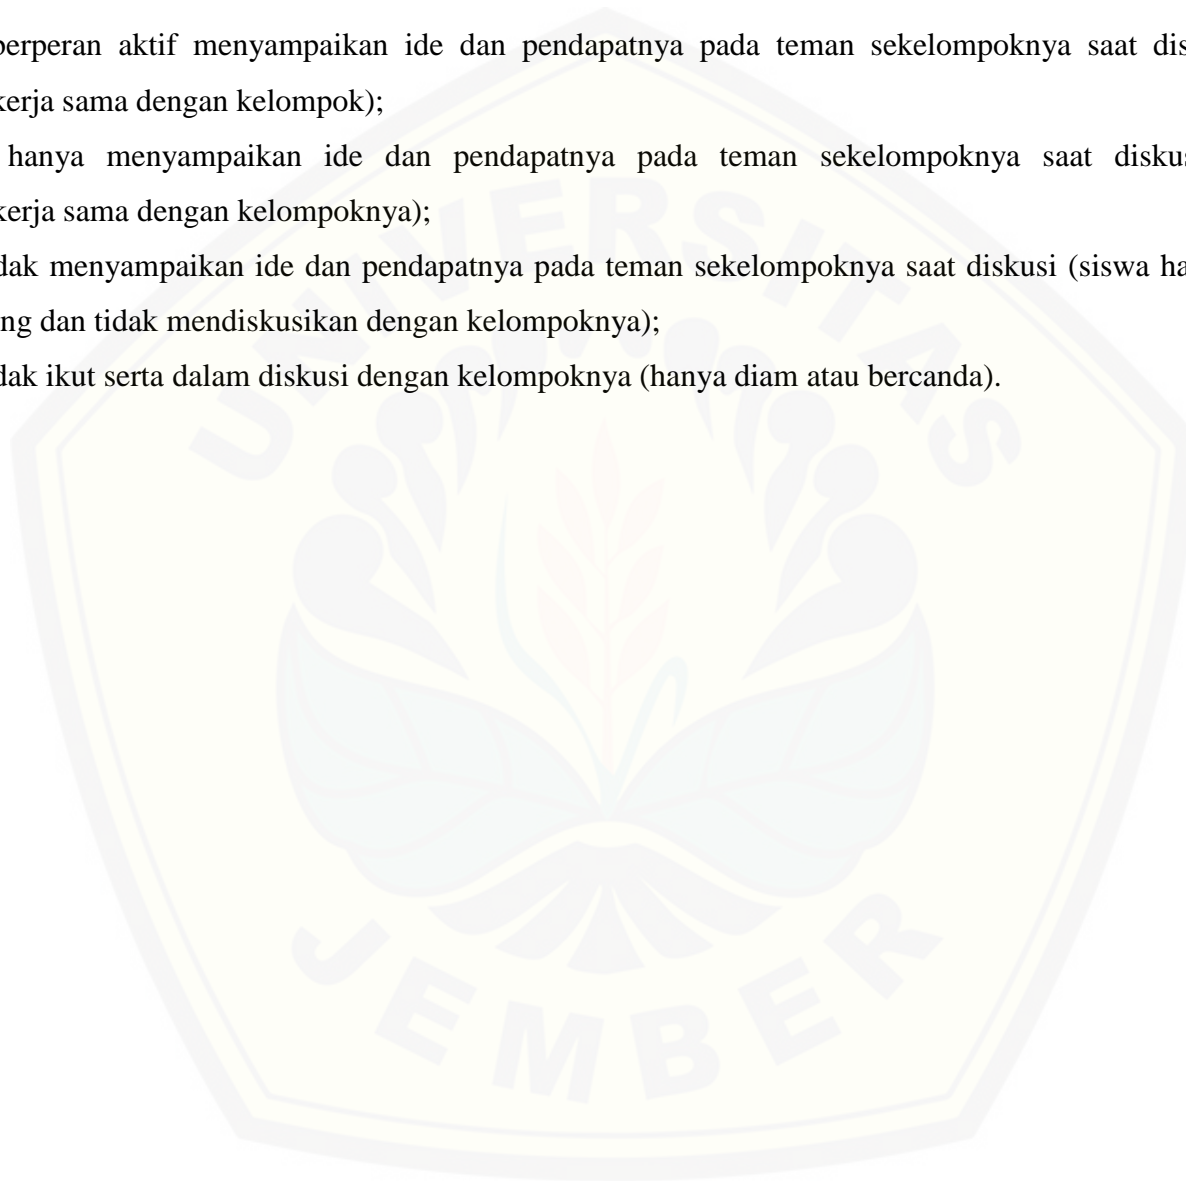 berperan aktif menyampaikan ide dan pendapatnya pada teman sekelompoknya saat dis
kerja sama dengan kelompok);
hanya menyampaikan ide dan pendapatnya pada teman sekelompoknya saat diskus
kerja sama dengan kelompoknya);
dak menyampaikan ide dan pendapatnya pada teman sekelompoknya saat diskusi (siswa ha
ng dan tidak mendiskusikan dengan kelompoknya);
dak ikut serta dalam diskusi dengan kelompoknya (hanya diam atau bercanda).
UNIVERSITAS
JEMBER